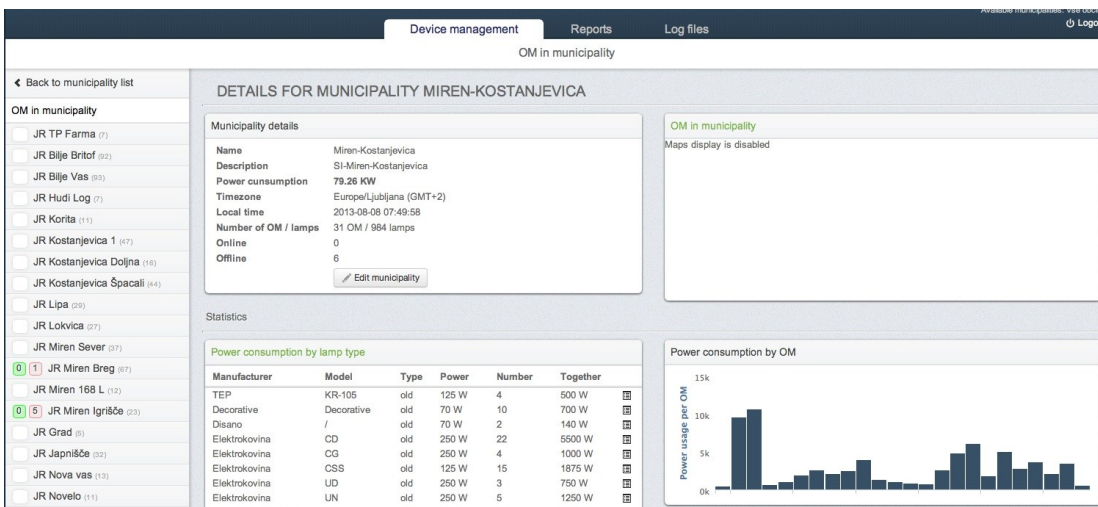 Available municipalities: Vse obči
Logo
Device management Reports Log files
OM in municipality
Back to municipality list
OM in municipality
JR TP Farma (7)
JR Bilje Britof (92)
JR Bilje Vas (93)
JR Hudi Log (7)
JR Korita (11)
JR Kostanjevica 1 (47)
JR Kostanjevica Doljna (16)
JR Kostanjevica Špacali (44)
JR Lipa (29)
JR Lokvica (27)
JR Miren Sever (37)
0 1 JR Miren Breg (67)
JR Miren 168 L (12)
0 5 JR Miren Igrišče (23)
JR Grad (5)
JR Japnišče (32)
JR Nova vas (13)
JR Novelo (11)
DETAILS FOR MUNICIPALITY MIREN-KOSTANJEVICA
Municipality details
Name Miren-Kostanjevica
Description SI-Miren-Kostanjevica
Power cunsumption 79.26 KW
Timezone Europe/Ljubljana (GMT+2)
Local time 2013-08-08 07:49:58
Number of OM / lamps 31 OM / 984 lamps
Online 0
Offline 6
Edit municipality
OM in municipality
Maps display is disabled
Statistics
Power consumption by lamp type
Manufacturer Model Type Power Number Together
TEP KR-105 old 125 W 4 500 W
Decorative Decorative old 70 W 10 700 W
Disano / old 70 W 2 140 W
Elektrokovina CD old 250 W 22 5500 W
Elektrokovina CG old 250 W 4 1000 W
Elektrokovina CSS old 125 W 15 1875 W
Elektrokovina UD old 250 W 3 750 W
Elektrokovina UN old 250 W 5 1250 W
Power consumption by OM
Power usage per OM
15k
10k
5k
0k